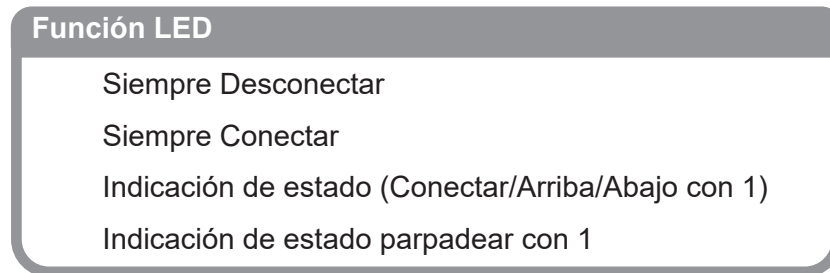 Función LED
Siempre Desconectar
Siempre Conectar
Indicación de estado (Conectar/Arriba/Abajo con 1)
Indicación de estado parpadear con 1